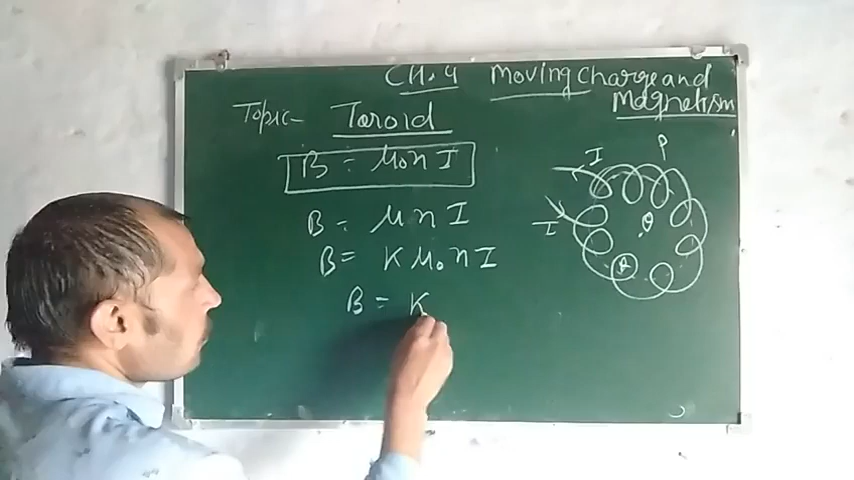 CH.4 Moving Charge and
Magnetism
Topic- Toroid
B = μ₀nI
B = μnI
B = Kμ₀nI
B = K
I
P
I
Q